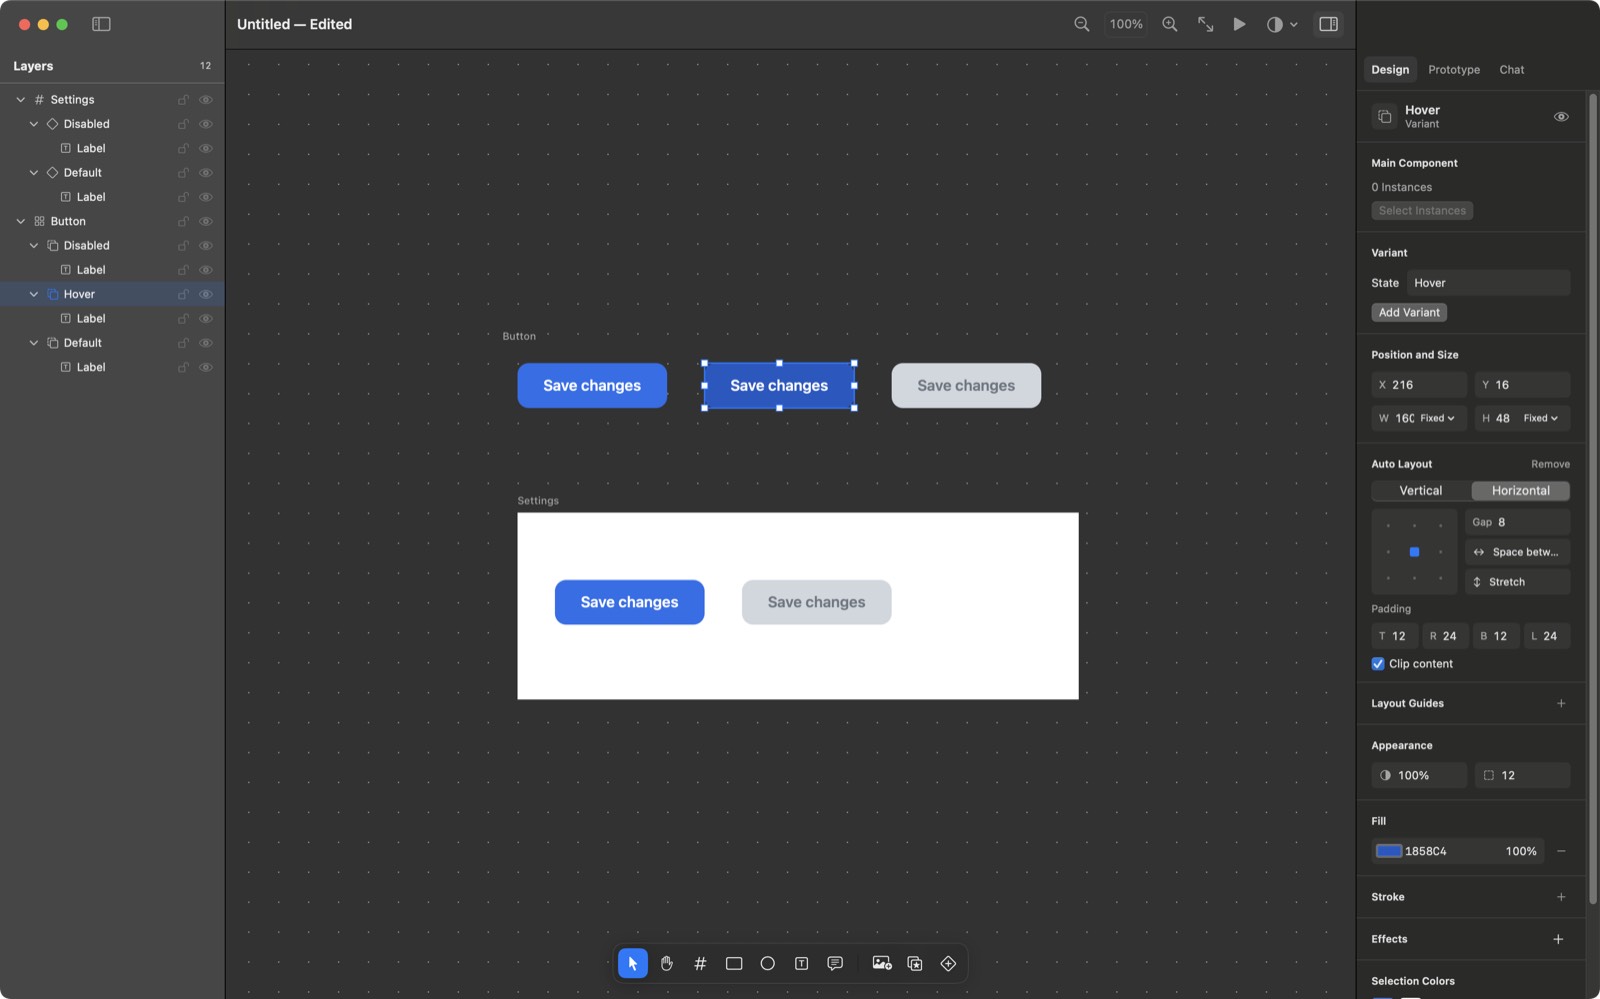 Untitled — Edited
100%
Layers
12
Settings
Disabled
Label
Default
Label
Button
Disabled
Label
Hover
Label
Default
Label
Button
Save changes
Save changes
Save changes
Settings
Save changes
Save changes
Design Prototype Chat
Hover
Variant
Main Component
0 Instances
Select Instances
Variant
State Hover
Add Variant
Position and Size
X 216 Y 16
W 160 Fixed H 48 Fixed
Auto Layout Remove
Vertical Horizontal
Gap 8
Space betw...
Stretch
Padding
T 12 R 24 B 12 L 24
Clip content
Layout Guides
Appearance
100% 12
Fill
1858C4 100%
Stroke
Effects
Selection Colors